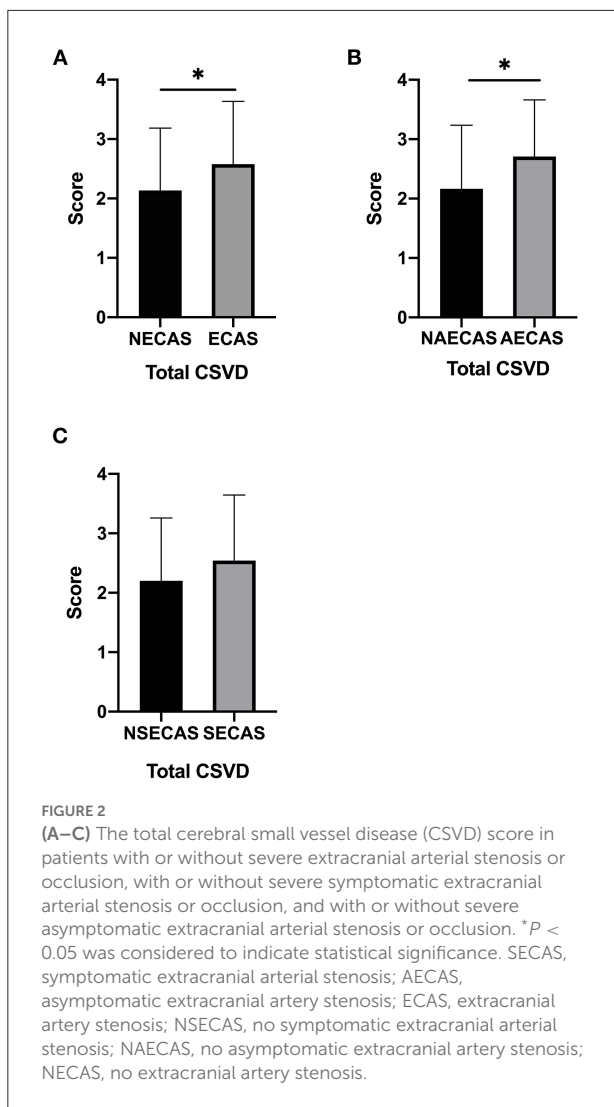 A
*
4
3
2
1
0
Score
NECAS ECAS
Total CSVD
B
*
4
3
2
1
0
Score
NAECAS AECAS
Total CSVD
C
4
3
2
1
0
Score
NSECAS SECAS
Total CSVD
FIGURE 2
(A–C) The total cerebral small vessel disease (CSVD) score in
patients with or without severe extracranial arterial stenosis or
occlusion, with or without severe symptomatic extracranial
arterial stenosis or occlusion, and with or without severe
asymptomatic extracranial arterial stenosis or occlusion. *P <
0.05 was considered to indicate statistical significance. SECAS,
symptomatic extracranial arterial stenosis; AECAS,
asymptomatic extracranial artery stenosis; ECAS, extracranial
artery stenosis; NSECAS, no symptomatic extracranial arterial
stenosis; NAECAS, no asymptomatic extracranial artery stenosis;
NECAS, no extracranial artery stenosis.